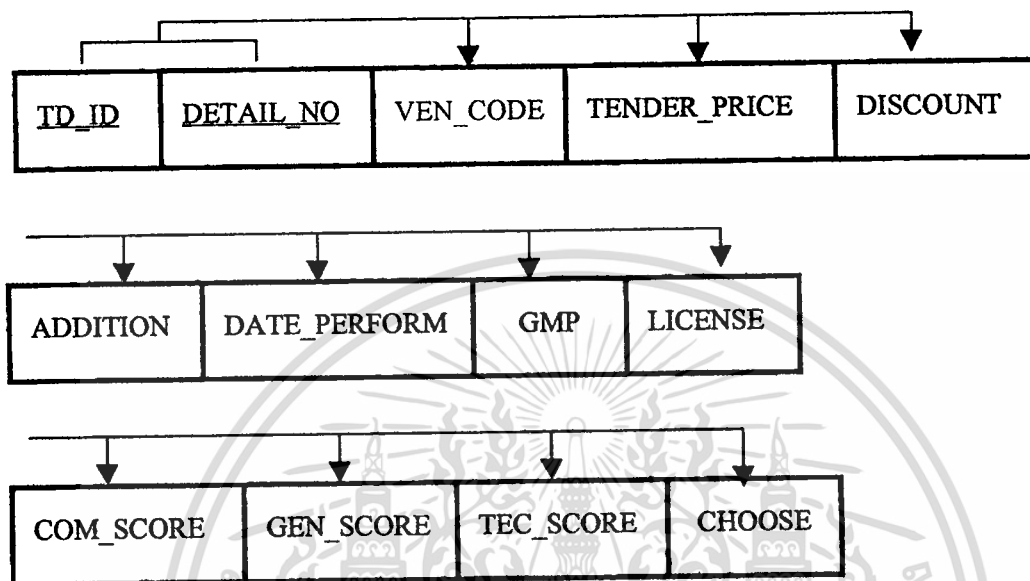 TD_ID DETAIL_NO VEN_CODE TENDER_PRICE DISCOUNT
ADDITION DATE_PERFORM GMP LICENSE
COM_SCORE GEN_SCORE TEC_SCORE CHOOSE